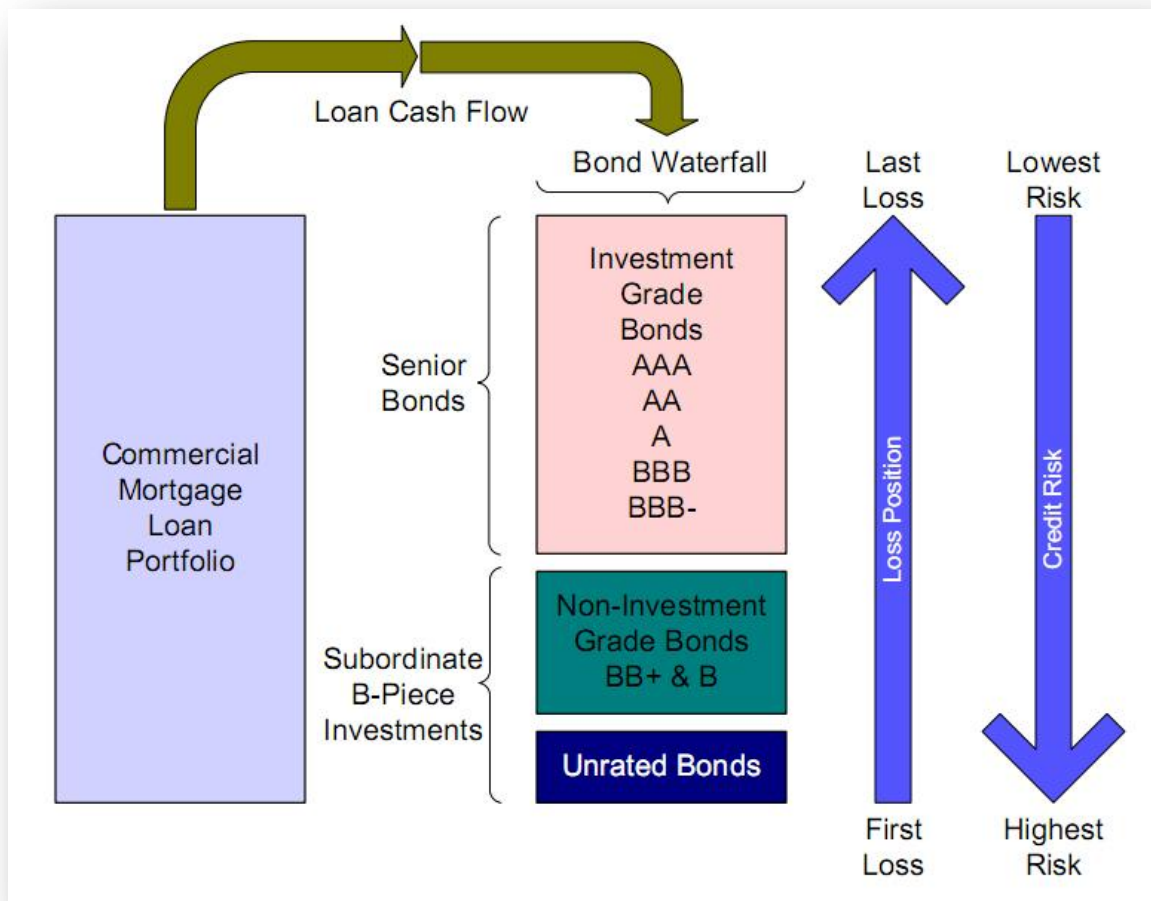 Loan Cash Flow
Bond Waterfall
Last
Loss
Lowest
Risk
Commercial
Mortgage
Loan
Portfolio
Senior
Bonds
Investment
Grade
Bonds
AAA
AA
A
BBB
BBB-
Subordinate
B-Piece
Investments
Non-Investment
Grade Bonds
BB+ & B
Unrated Bonds
Loss Position
Credit Risk
First
Loss
Highest
Risk